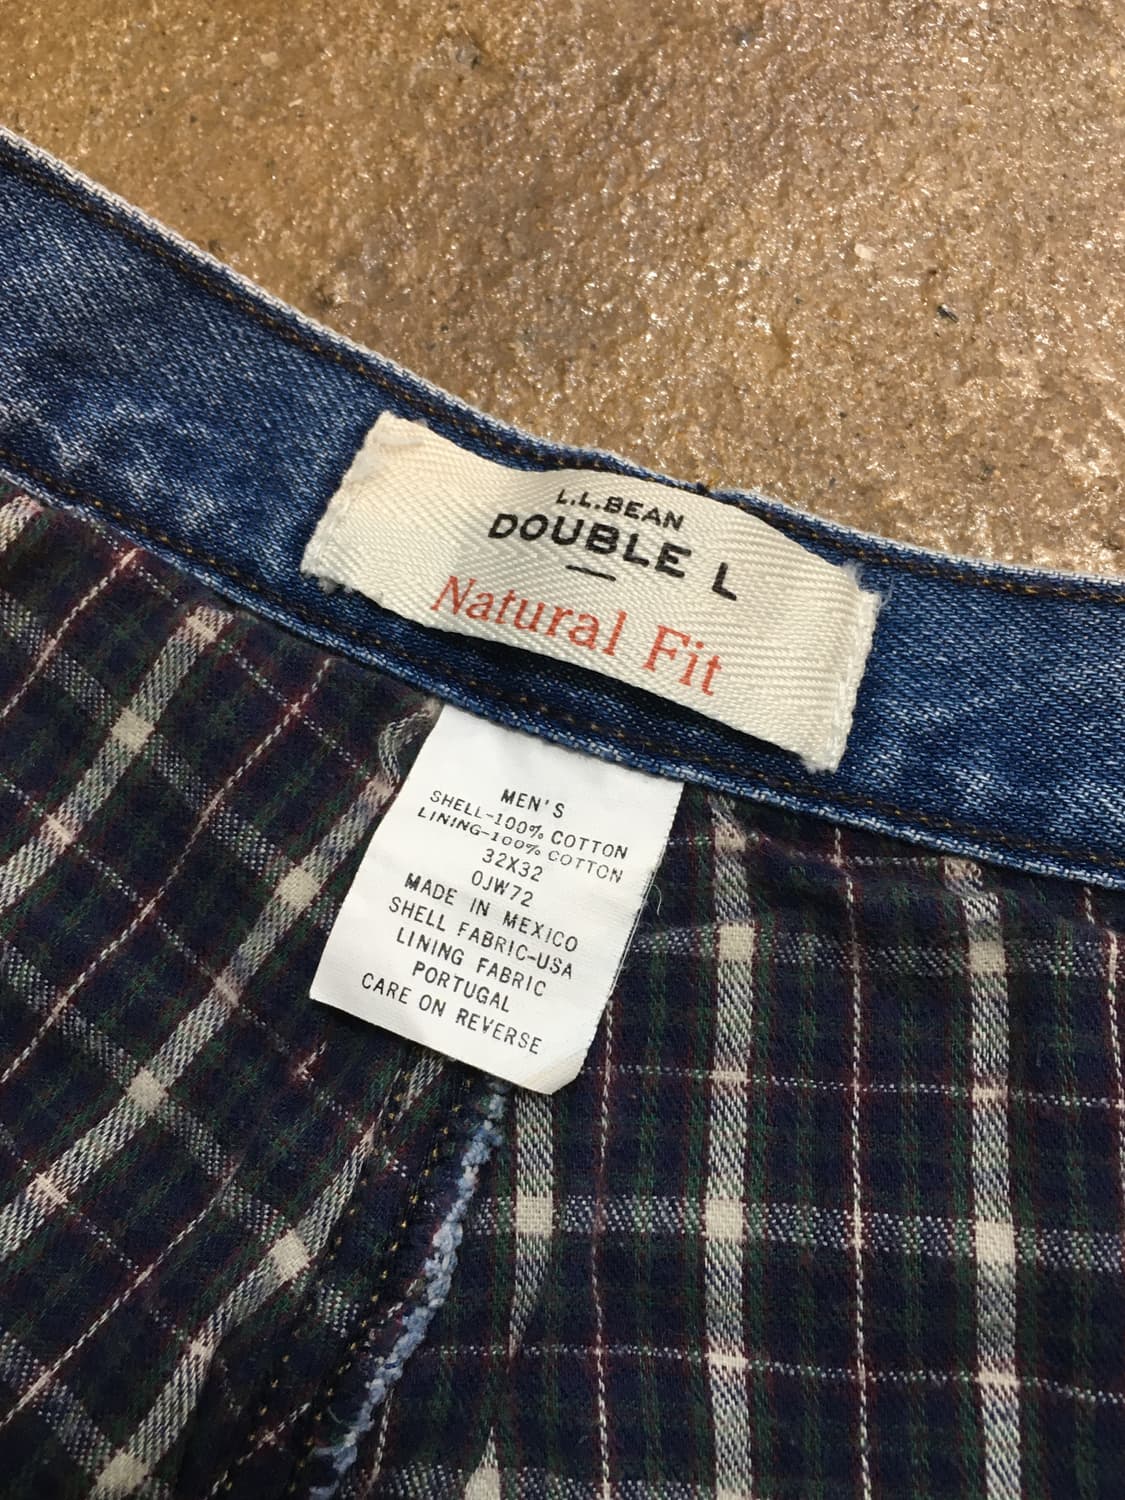 L.L.BEAN
DOUBLE L
Natural Fit
MEN'S
SHELL-100% COTTON
LINING-100% COTTON
32X32
0JW72
MADE IN MEXICO
SHELL FABRIC-USA
LINING FABRIC
PORTUGAL
CARE ON REVERSE